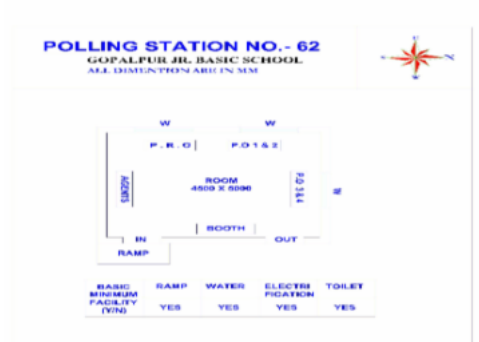 POLLING STATION NO.- 62
GOPALPUR JR. BASIC SCHOOL
ALL DIMENTION ARE IN MM
W W
P.R.O P.O 1 & 2
AGENTS
ROOM
4500 X 5000
P.O 3 & 4
W
BOOTH
IN OUT
RAMP
BASIC MINIMUM FACILITY (Y/N) RAMP WATER ELECTRI FICATION TOILET
YES YES YES YES